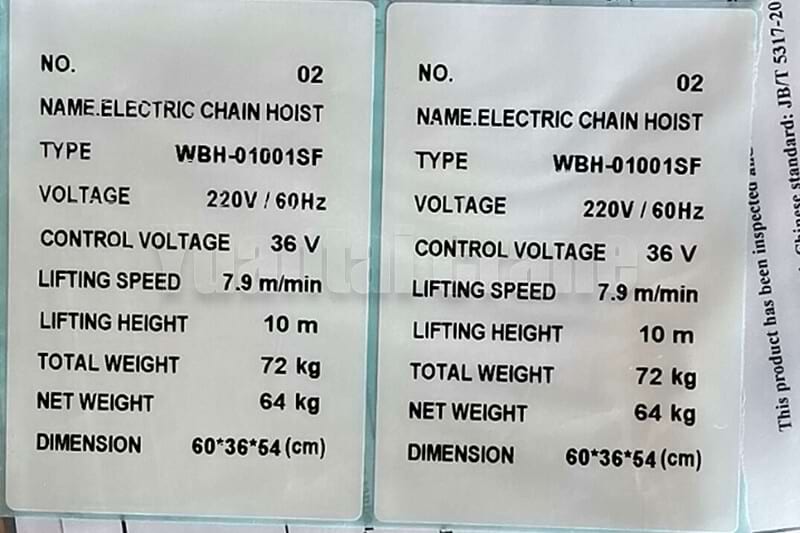 NO. 02
NAME.ELECTRIC CHAIN HOIST
TYPE WBH-01001SF
VOLTAGE 220V / 60Hz
CONTROL VOLTAGE 36 V
LIFTING SPEED 7.9 m/min
LIFTING HEIGHT 10 m
TOTAL WEIGHT 72 kg
NET WEIGHT 64 kg
DIMENSION 60*36*54 (cm)
NO. 02
NAME.ELECTRIC CHAIN HOIST
TYPE WBH-01001SF
VOLTAGE 220V / 60Hz
CONTROL VOLTAGE 36 V
LIFTING SPEED 7.9 m/min
LIFTING HEIGHT 10 m
TOTAL WEIGHT 72 kg
NET WEIGHT 64 kg
DIMENSION 60*36*54 (cm)
This product has been inspected and
Chinese standard: JB/T 5317-20
Yuantai Crane